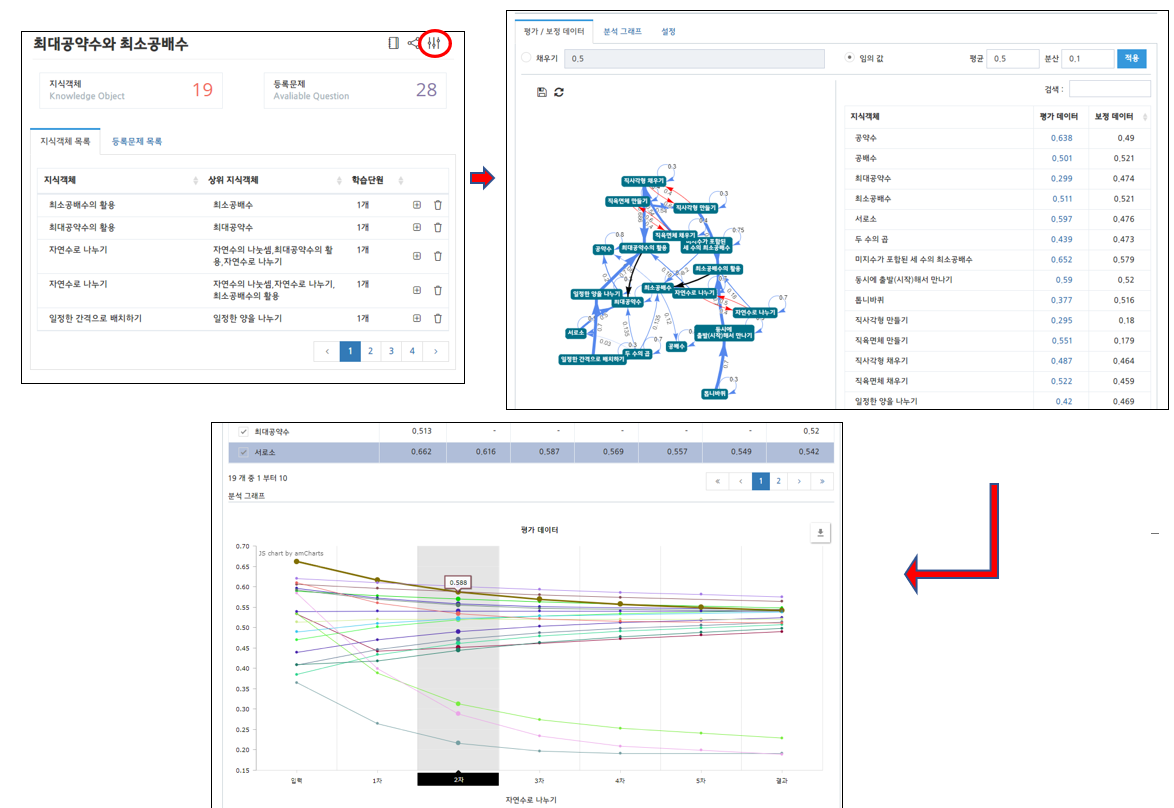 최대공약수와 최소공배수
지식객체
Knowledge Object
19
등록문제
Avaliable Question
28
지식객체 목록
등록문제 목록
지식객체 상위 지식객체 학습단원
최소공배수의 활용 최소공배수 1개
최대공약수의 활용 최대공약수 1개
자연수로 나누기 자연수의 나눗셈,최대공약수의 활
용,자연수로 나누기 1개
자연수로 나누기 자연수의 나눗셈,자연수로 나누기,
최소공배수의 활용 1개
일정한 간격으로 배치하기 일정한 양을 나누기 1개
‹ 1 2 3 4 ›
평가 / 보정 데이터 분석 그래프 설정
채우기 0.5 임의 값 평균 0.5 분산 0.1 적용
검색 :
지식객체 평가 데이터 보정 데이터
공약수 0.638 0.49
공배수 0.501 0.521
최대공약수 0.299 0.474
최소공배수 0.511 0.521
서로소 0.597 0.476
두 수의 곱 0.439 0.473
미지수가 포함된 세 수의 최소공배수 0.652 0.579
동시에 출발(시작)해서 만나기 0.59 0.52
톱니바퀴 0.377 0.516
직사각형 만들기 0.295 0.18
직육면체 만들기 0.551 0.179
직사각형 채우기 0.487 0.464
직육면체 채우기 0.522 0.459
일정한 양을 나누기 0.42 0.469
직사각형 채우기
직육면체 만들기
직사각형 만들기
직육면체 채우기
세 수의 최소공배수
공약수
최대공약수의 활용
최소공배수의 활용
최소공배수
자연수로 나누기
일정한 양을 나누기
최대공약수
자연수로 나누기
서로소
동시에
출발(시작)해서 만나기
공배수
두 수의 곱
일정한 간격으로 배치하기
톱니바퀴
최대공약수 0.513 - - - - - 0.52
서로소 0.662 0.616 0.587 0.569 0.557 0.549 0.542
19 개 중 1 부터 10
« ‹ 1 2 › »
분석 그래프
평가 데이터
JS chart by amCharts
0.588
0.70
0.65
0.60
0.55
0.50
0.45
0.40
0.35
0.30
0.25
0.20
0.15
입력 1차 2차 3차 4차 5차 결과
자연수로 나누기